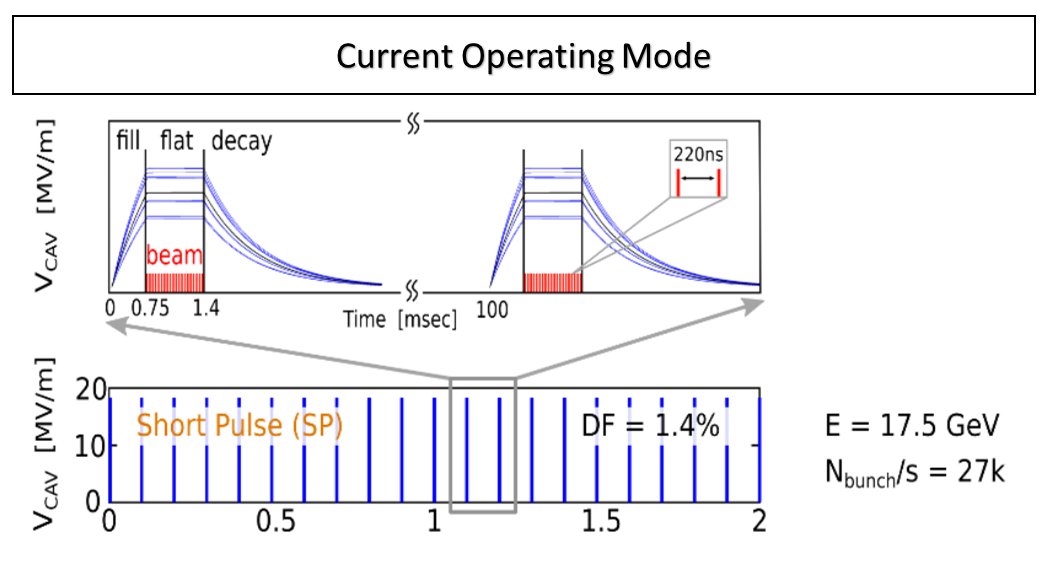 Current Operating Mode
fill flat decay
220ns
V_CAV [MV/m]
beam
0 0.75 1.4
Time [msec]
100
V_CAV [MV/m]
20
10
0
Short Pulse (SP)
DF = 1.4%
E = 17.5 GeV
N_bunch/s = 27k
0 0.5 1 1.5 2